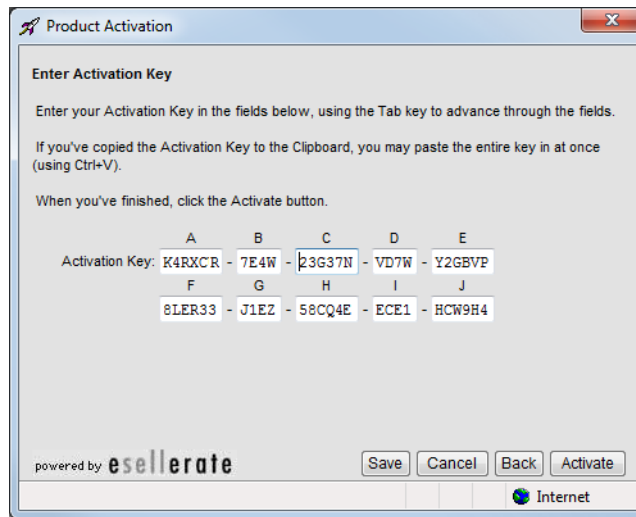 Product Activation
Enter Activation Key
Enter your Activation Key in the fields below, using the Tab key to advance through the fields.
If you've copied the Activation Key to the Clipboard, you may paste the entire key in at once
(using Ctrl+V).
When you've finished, click the Activate button.
A B C D E
Activation Key: K4RXCR - 7E4W - 23G37N - VD7W - Y2GBVP
F G H I J
8LER33 - J1EZ - 58CQ4E - ECE1 - HCW9H4
powered by esellerate Save Cancel Back Activate
Internet